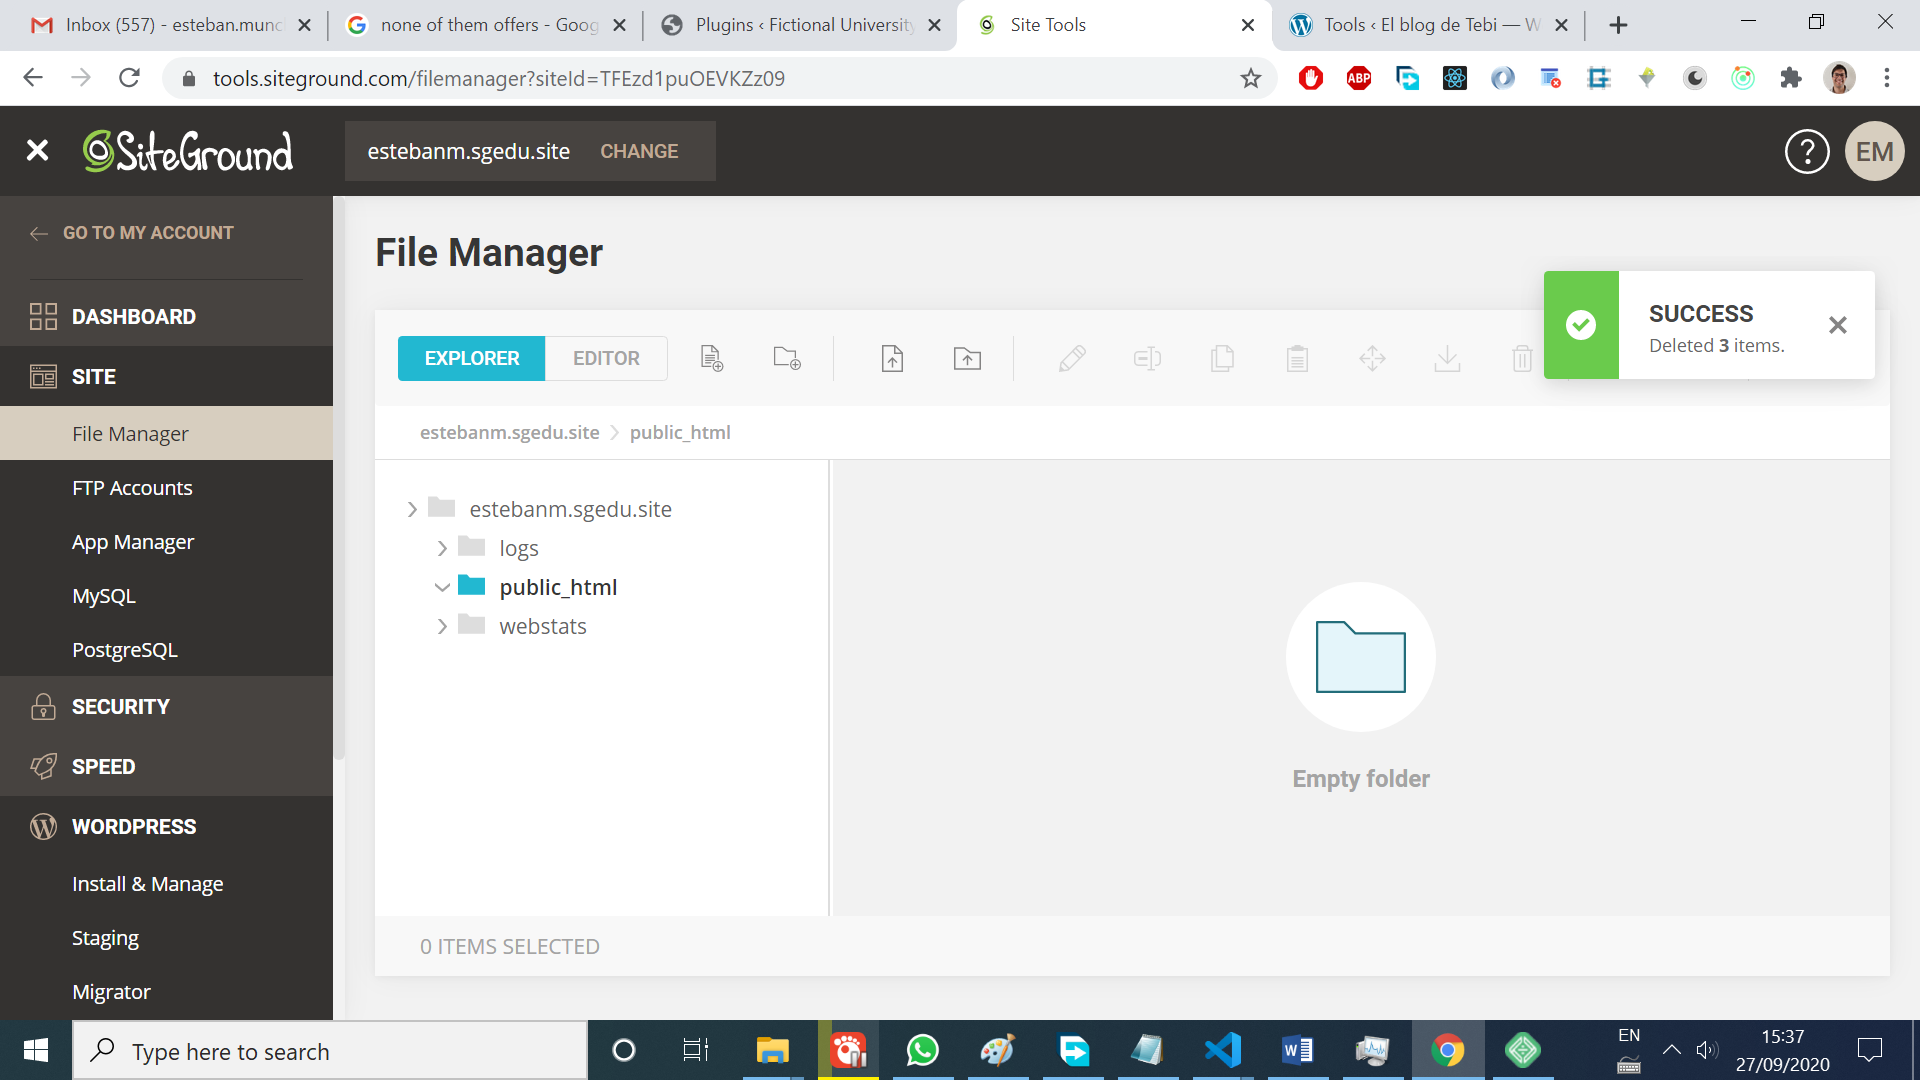 Inbox (557) - esteban.munc
none of them offers - Goog
Plugins ‹ Fictional University
Site Tools
Tools ‹ El blog de Tebi — W
tools.siteground.com/filemanager?siteId=TFEzd1puOEVKZz09
ABP
SiteGround
estebanm.sgedu.site CHANGE
?
EM
GO TO MY ACCOUNT
DASHBOARD
SITE
File Manager
FTP Accounts
App Manager
MySQL
PostgreSQL
SECURITY
SPEED
WORDPRESS
Install & Manage
Staging
Migrator
File Manager
EXPLORER EDITOR
SUCCESS
Deleted 3 items.
estebanm.sgedu.site public_html
estebanm.sgedu.site
logs
public_html
webstats
Empty folder
0 ITEMS SELECTED
Type here to search
EN
15:37
27/09/2020